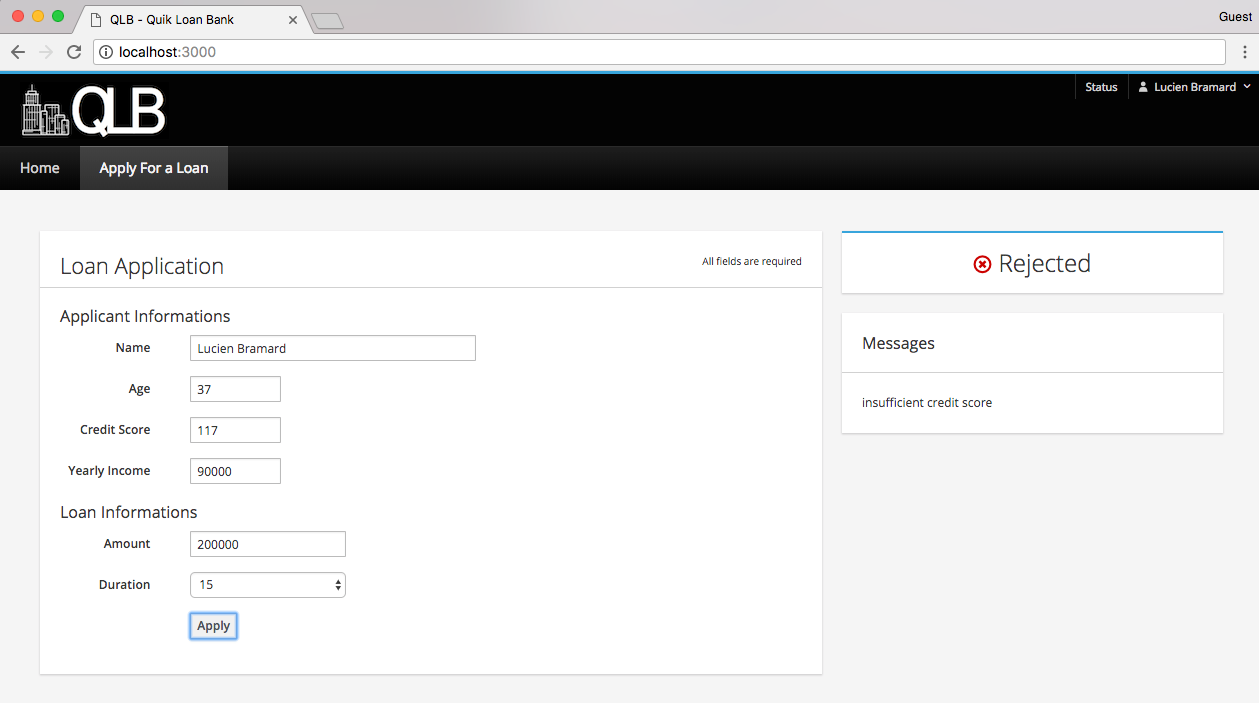 QLB - Quik Loan Bank
Guest
localhost:3000
QLB
Status
Lucien Bramard
Home
Apply For a Loan
Loan Application
All fields are required
Applicant Informations
Name
Lucien Bramard
Age
37
Credit Score
117
Yearly Income
90000
Loan Informations
Amount
200000
Duration
15
Apply
Rejected
Messages
insufficient credit score